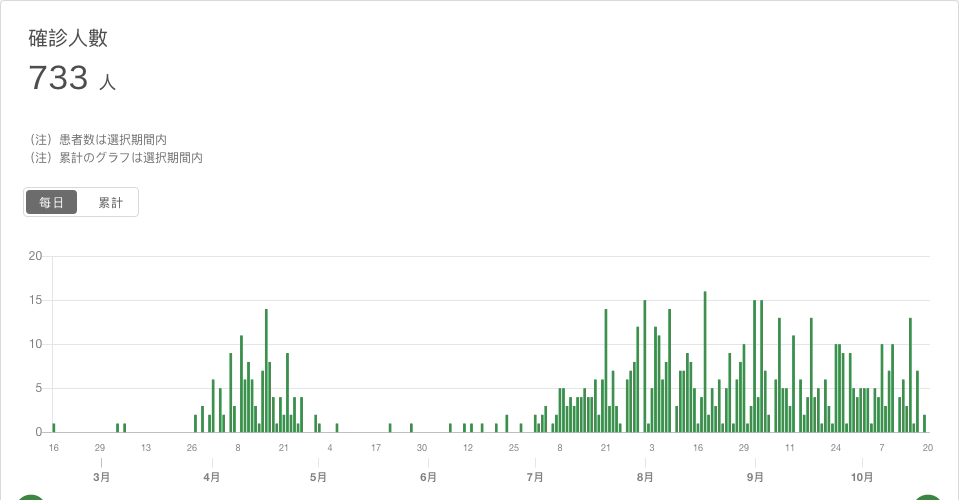 確診人數
733 人
（注）患者数は選択期間内
（注）累計のグラフは選択期間内
每日 累計
20
15
10
5
0
16 29 13 26 8 21 4 17 30 12 25 8 21 3 16 29 11 24 7 20
3月 4月 5月 6月 7月 8月 9月 10月